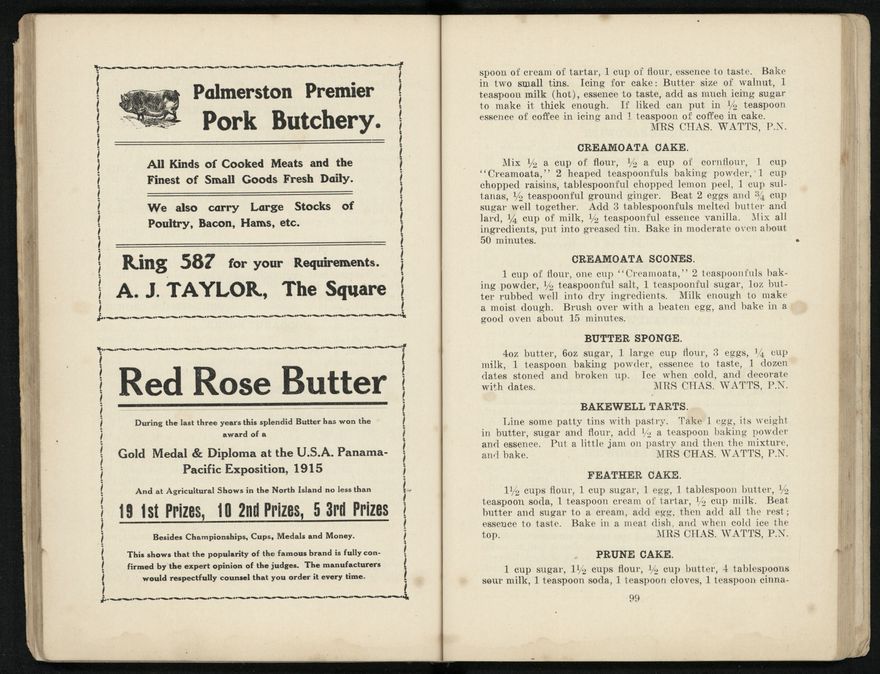 Palmerston Premier
Pork Butchery.
All Kinds of Cooked Meats and the
Finest of Small Goods Fresh Daily.
We also carry Large Stocks of
Poultry, Bacon, Hams, etc.
Ring 587 for your Requirements.
A. J. TAYLOR, The Square
Red Rose Butter
During the last three years this splendid Butter has won the
award of a
Gold Medal & Diploma at the U.S.A. Panama-
Pacific Exposition, 1915
And at Agricultural Shows in the North Island no less than
19 1st Prizes, 10 2nd Prizes, 5 3rd Prizes
Besides Championships, Cups, Medals and Money.
This shows that the popularity of the famous brand is fully con-
firmed by the expert opinion of the judges. The manufacturers
would respectfully counsel that you order it every time.
spoon of cream of tartar, 1 cup of flour, essence to taste. Bake
in two small tins. Icing for cake: Butter size of walnut, 1
teaspoon milk (hot), essence to taste, add as much icing sugar
to make it thick enough. If liked can put in ½ teaspoon
essence of coffee in icing and 1 teaspoon of coffee in cake.
MRS CHAS. WATTS, P.N.
CREAMOATA CAKE.
Mix ½ a cup of flour, ½ a cup of cornflour, 1 cup
"Creamoata," 2 heaped teaspoonfuls baking powder, 1 cup
chopped raisins, tablespoonful chopped lemon peel, 1 cup sul-
tanas, ½ teaspoonful ground ginger. Beat 2 eggs and ¾ cup
sugar well together. Add 3 tablespoonfuls melted butter and
lard, ¼ cup of milk, ½ teaspoonful essence vanilla. Mix all
ingredients, put into greased tin. Bake in moderate oven about
50 minutes.
CREAMOATA SCONES.
1 cup of flour, one cup "Creamoata," 2 teaspoonfuls bak-
ing powder, ½ teaspoonful salt, 1 teaspoonful sugar, 1oz but-
ter rubbed well into dry ingredients. Milk enough to make
a moist dough. Brush over with a beaten egg, and bake in a
good oven about 15 minutes.
BUTTER SPONGE.
4oz butter, 6oz sugar, 1 large cup flour, 3 eggs, ¼ cup
milk, 1 teaspoon baking powder, essence to taste, 1 dozen
dates stoned and broken up. Ice when cold, and decorate
with dates. MRS CHAS. WATTS, P.N.
BAKEWELL TARTS.
Line some patty tins with pastry. Take 1 egg, its weight
in butter, sugar and flour, add ½ a teaspoon baking powder
and essence. Put a little jam on pastry and then the mixture,
and bake. MRS CHAS. WATTS, P.N.
FEATHER CAKE.
1½ cups flour, 1 cup sugar, 1 egg, 1 tablespoon butter, ½
teaspoon soda, 1 teaspoon cream of tartar, ½ cup milk. Beat
butter and sugar to a cream, add egg, then add all the rest;
essence to taste. Bake in a meat dish, and when cold ice the
top. MRS CHAS. WATTS, P.N.
PRUNE CAKE.
1 cup sugar, 1½ cups flour, ½ cup butter, 4 tablespoons
sour milk, 1 teaspoon soda, 1 teaspoon cloves, 1 teaspoon cinna-
99